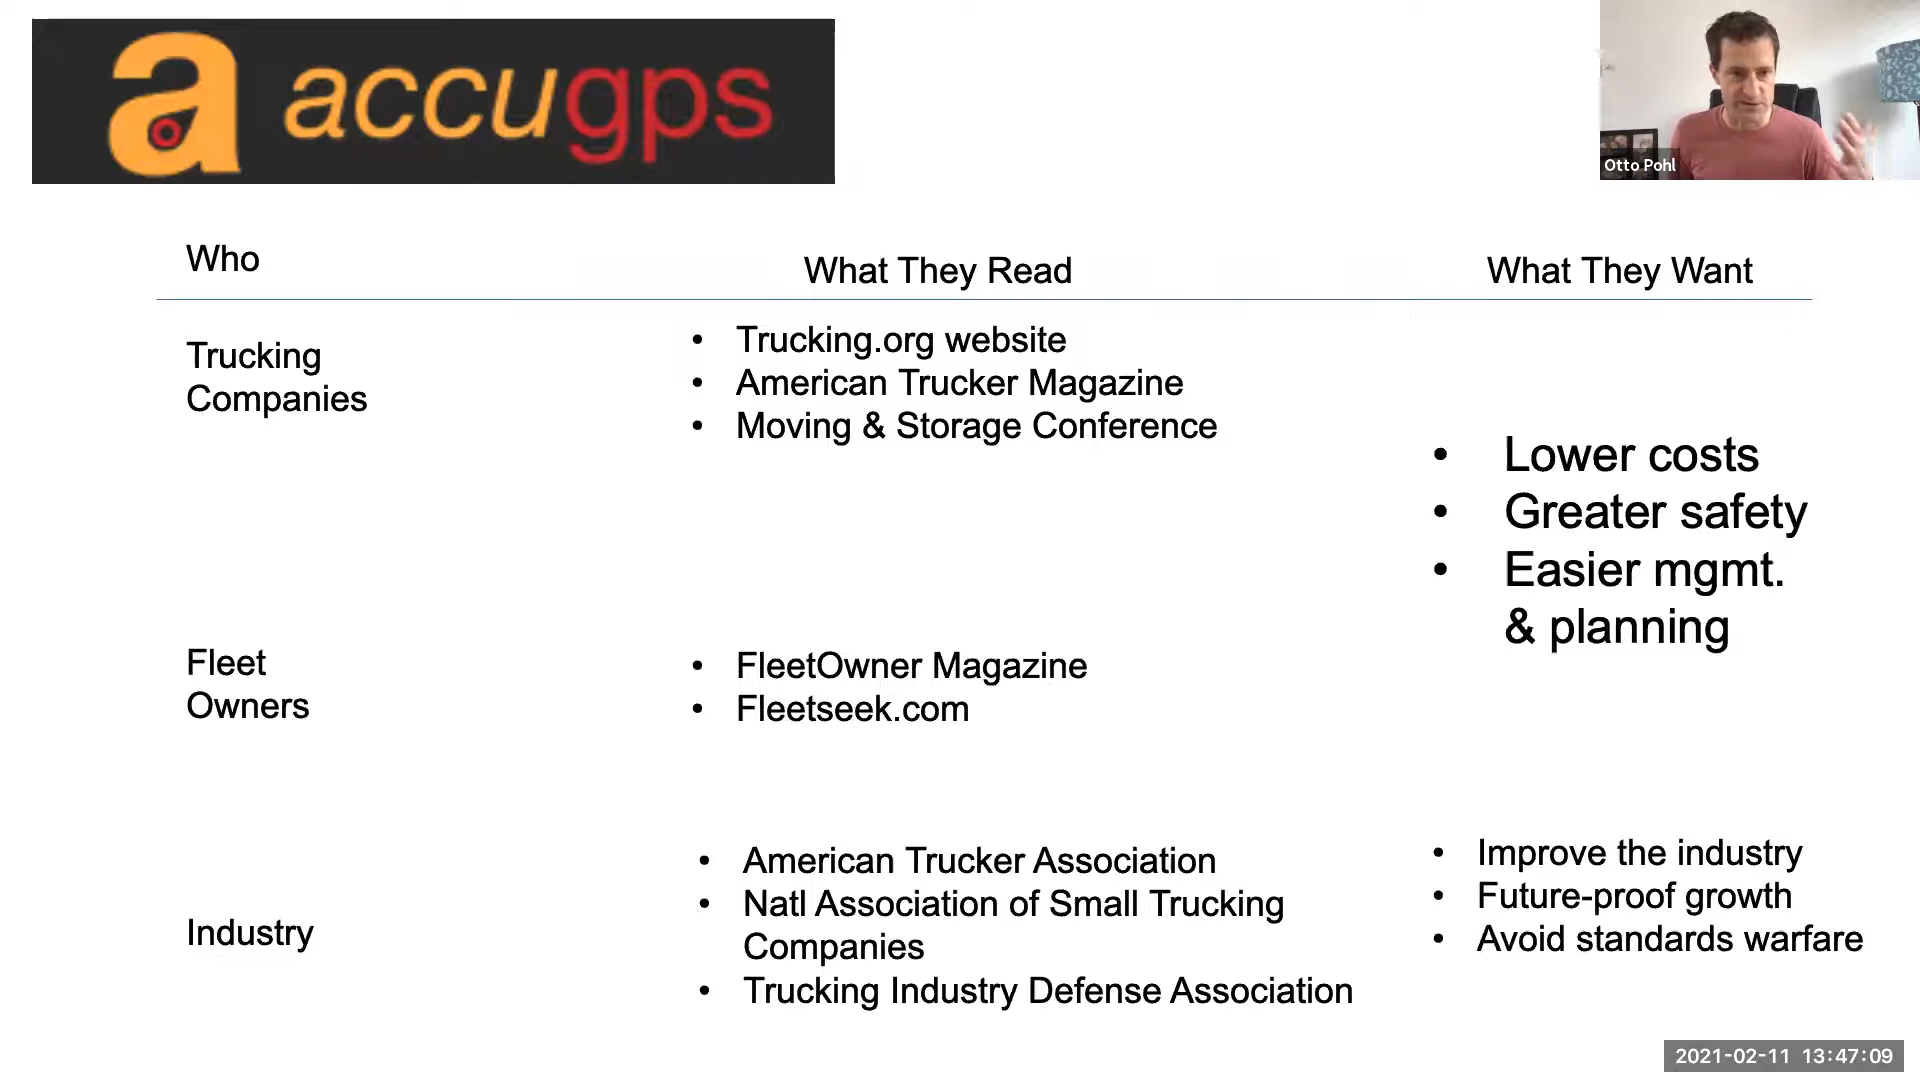 a accugps
Otto Pohl
Who
What They Read
What They Want
Trucking
Companies
• Trucking.org website
• American Trucker Magazine
• Moving & Storage Conference
• Lower costs
• Greater safety
• Easier mgmt.
& planning
Fleet
Owners
• FleetOwner Magazine
• Fleetseek.com
Industry
• American Trucker Association
• Natl Association of Small Trucking
Companies
• Trucking Industry Defense Association
• Improve the industry
• Future-proof growth
• Avoid standards warfare
2021-02-11 13:47:09